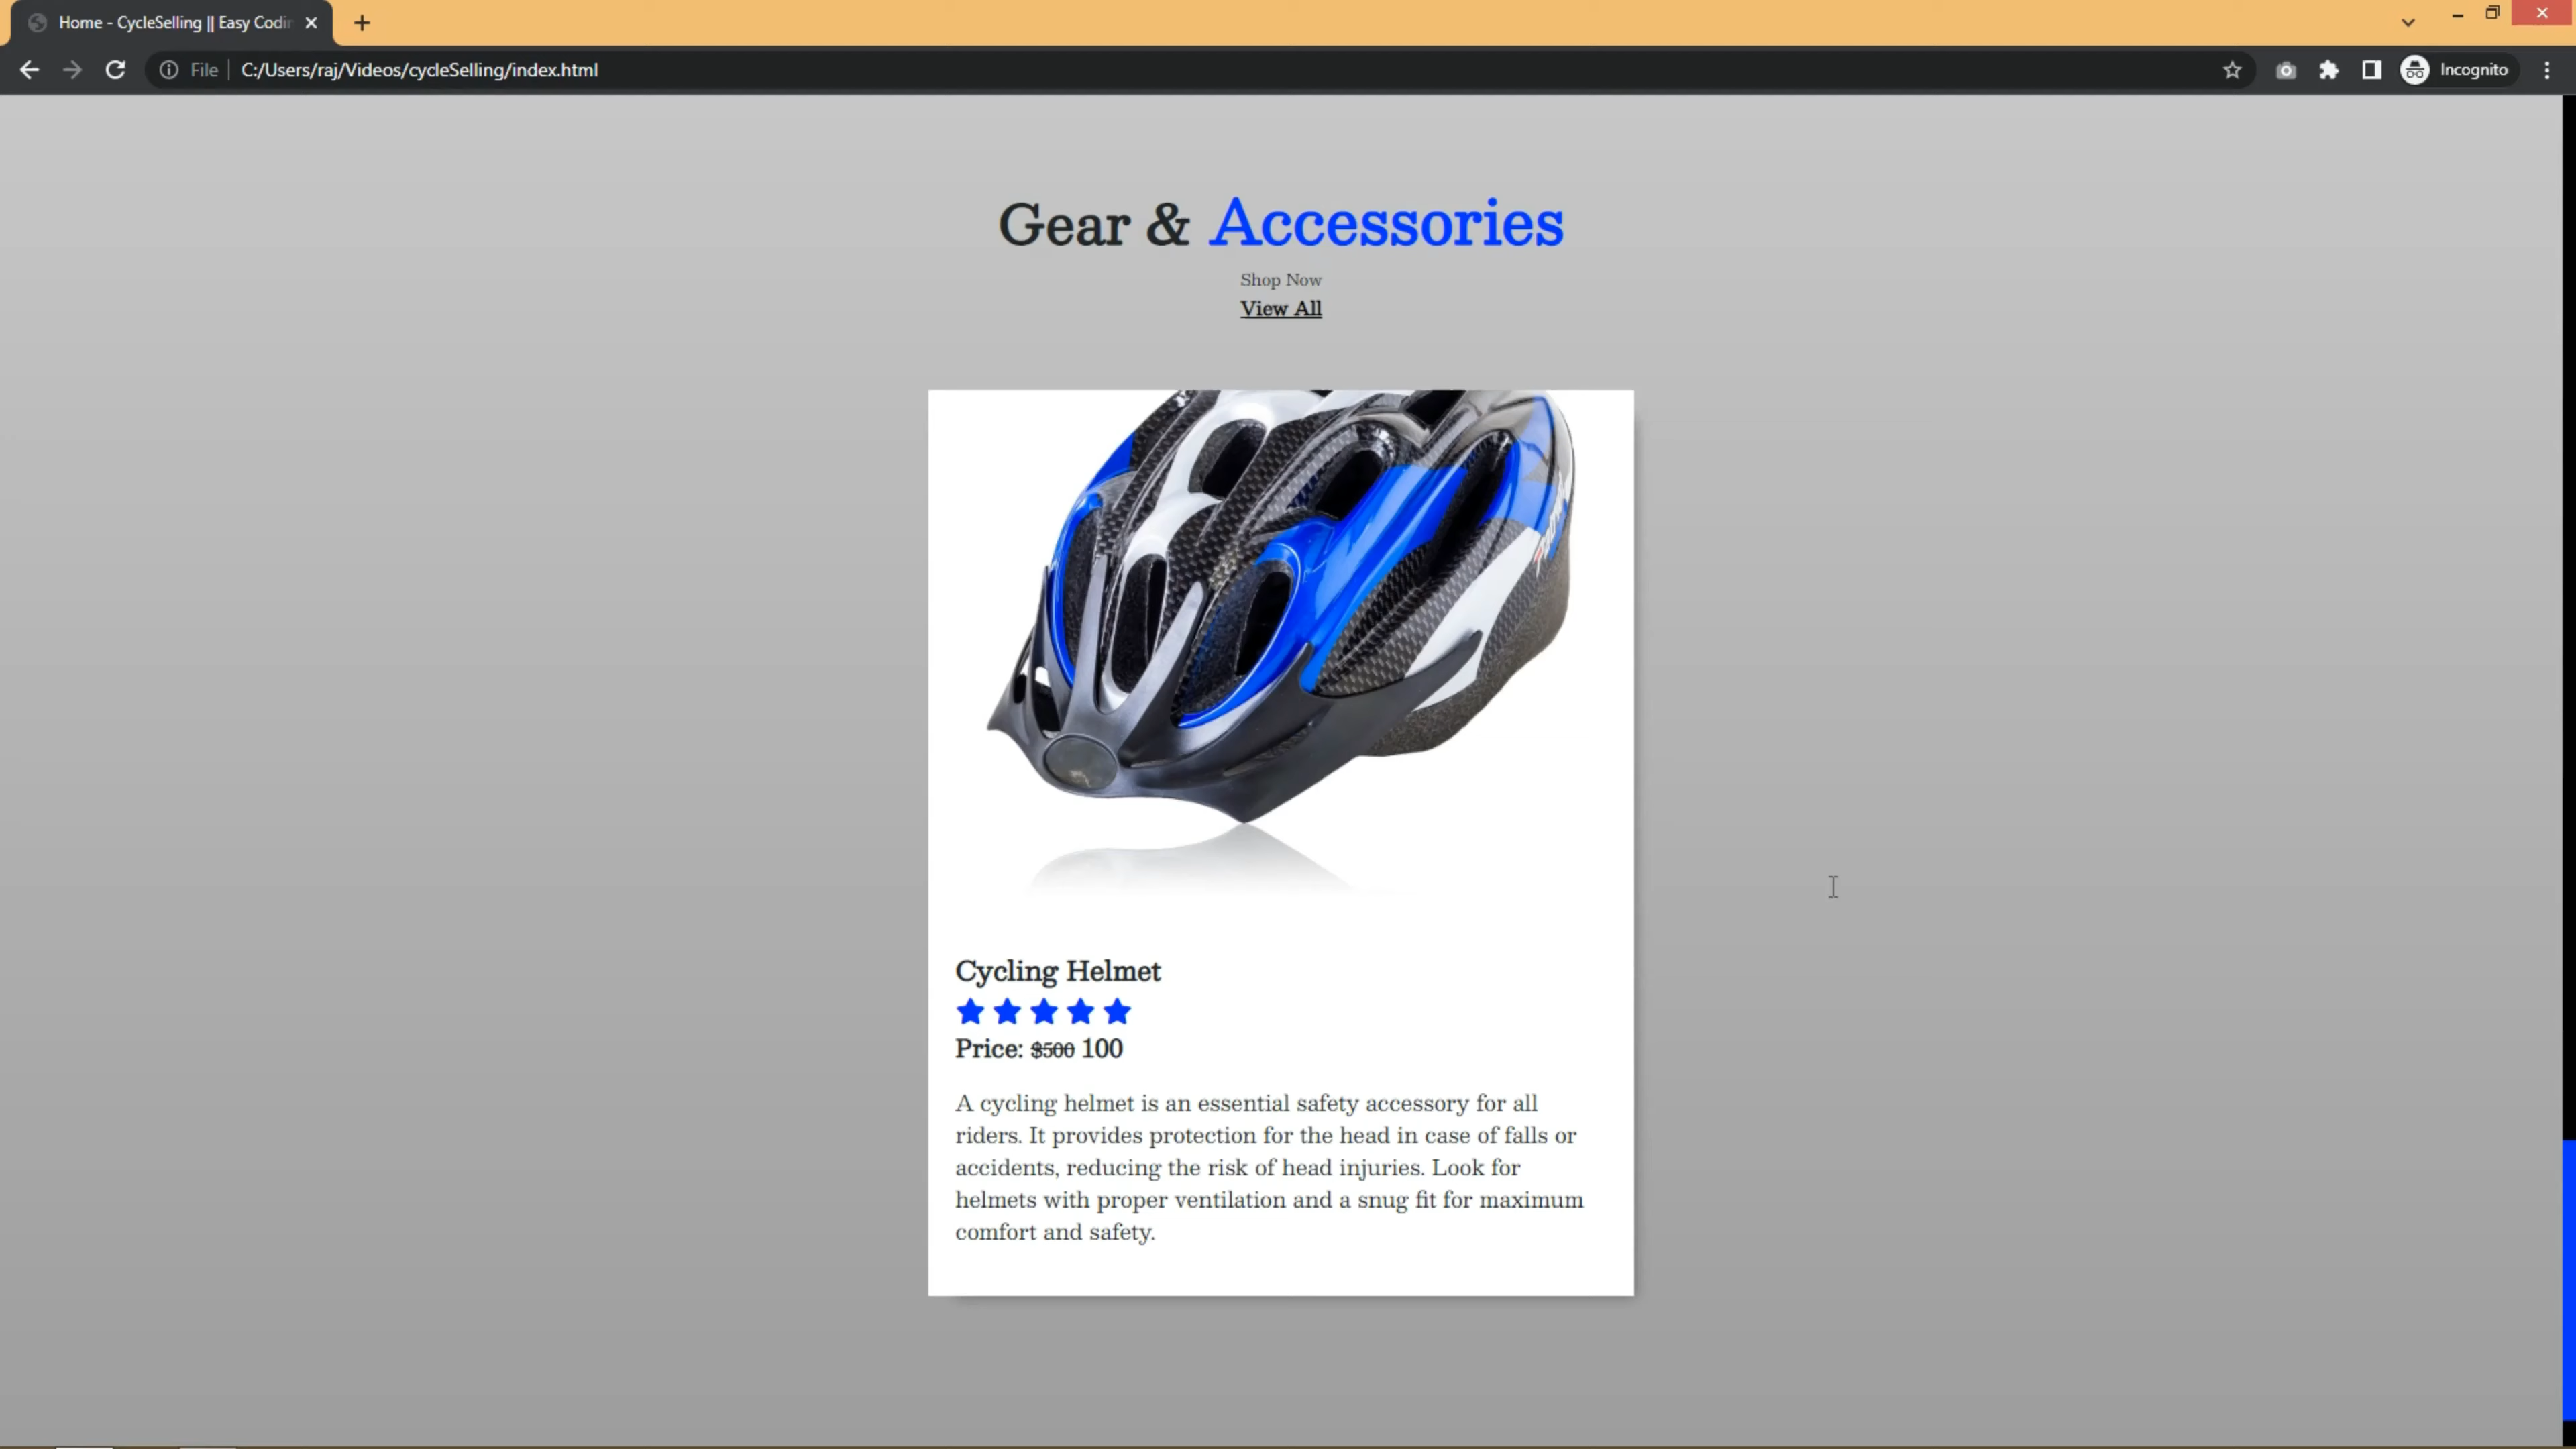 Home - CycleSelling || Easy Codin
File
C:/Users/raj/Videos/cycleSelling/index.html
Incognito
Gear & Accessories
Shop Now
View All
Cycling Helmet
Price: $500 100
A cycling helmet is an essential safety accessory for all
riders. It provides protection for the head in case of falls or
accidents, reducing the risk of head injuries. Look for
helmets with proper ventilation and a snug fit for maximum
comfort and safety.